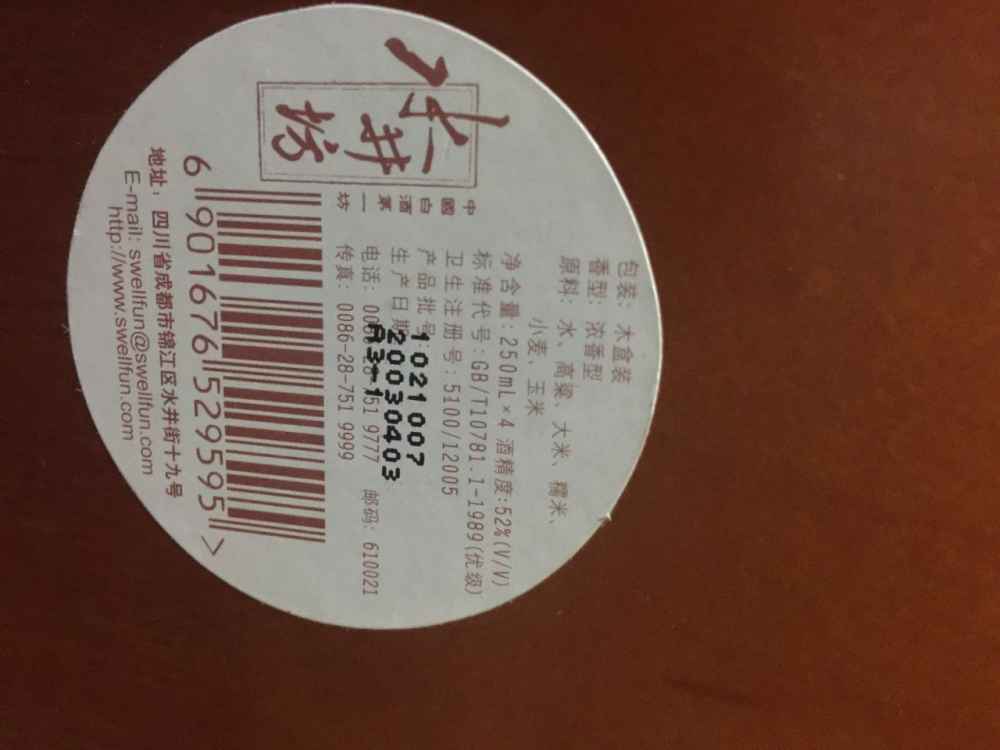 水井坊
中國白酒第一坊
包装: 木盒装
香型: 浓香型
原料: 水、高粱、大米、糯米、
小麦、玉米
净含量:250mL×4 酒精度:52%(V/V)
标准代号:GB/T10781.1-1989(优级)
卫生注册号:5100/12005
产品批号: 1021007
生产日期: 20030403
A3-1
电话: 0086-28-751 9777 邮码: 610021
传真: 0086-28-751 9999
6 901676 529595 >
地址: 四川省成都市锦江区水井街十九号
E-mail: swellfun@swellfun.com
http://www.swellfun.com